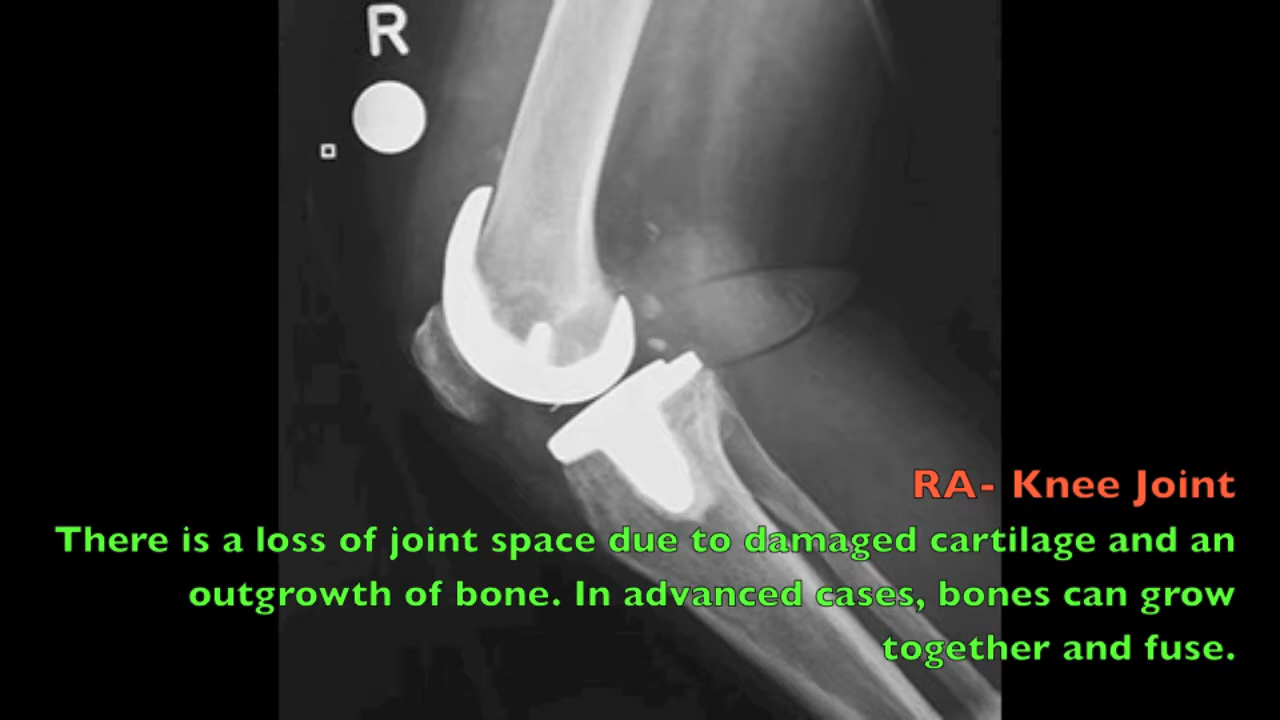 R
RA- Knee Joint
There is a loss of joint space due to damaged cartilage and an
outgrowth of bone. In advanced cases, bones can grow
together and fuse.